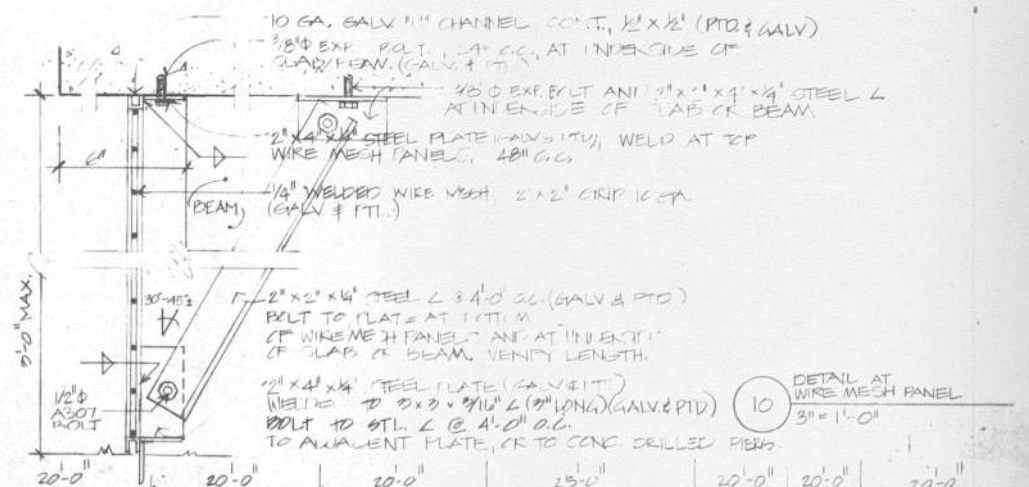 10 GA. GALV "U" CHANNEL, CONT., 1/2" x 1/2" (PTD. & GALV)
3/8"Φ EXP. BOLT, 24" O.C. AT UNDERSIDE OF
SLAB/BEAM. (GALV. &
EXP. BOLT AND x 4" x 1/4" STEEL L
AT UNDERSIDE OF SLAB OR BEAM
2" x 4" x 1/4" STEEL PLATE (GALV & PTD), WELD AT TOP
WIRE MESH PANELS, 48" O.C.
6"
BEAM
1/4" WELDED WIRE MESH, 2" x 2" GRID 16 GA
(GALV & PTD.)
3'-0" MAX.
30°-45°±
2" x 2" x 1/4" STEEL L @ 4'-0" O.C. (GALV & PTD)
BOLT TO PLATE AT BOTTOM
OF WIRE MESH PANELS AND AT UNDERSIDE
OF SLAB OR BEAM. VERIFY LENGTH.
1/2"Φ
A307
BOLT
2" x 4" x 1/4" STEEL PLATE (GALV &
WELDED TO 3 x 3 x 3/16" L (3" LONG) (GALV. & PTD)
BOLT TO STL. L @ 4'-0" O.C.
TO ADJACENT PLATE, OR TO CONC. DRILLED PIERS.
10
DETAIL AT
WIRE MESH PANEL
3" = 1'-0"
20'-0" 20'-0" 20'-0" 25'-0" 20'-0" 20'-0" 20'-0"